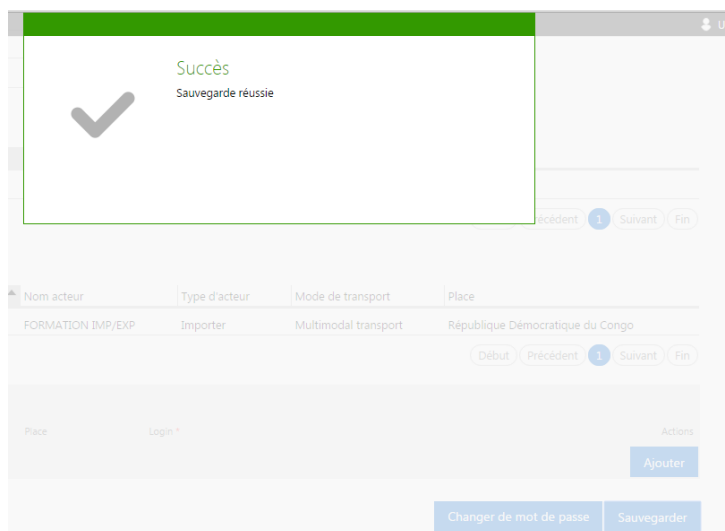 U
Succès
Sauvegarde réussie
Précédent 1 Suivant Fin
Nom acteur Type d'acteur Mode de transport Place
FORMATION IMP/EXP Importer Multimodal transport République Démocratique du Congo
Début Précédent 1 Suivant Fin
Place Login * Actions
Ajouter
Changer de mot de passe Sauvegarder